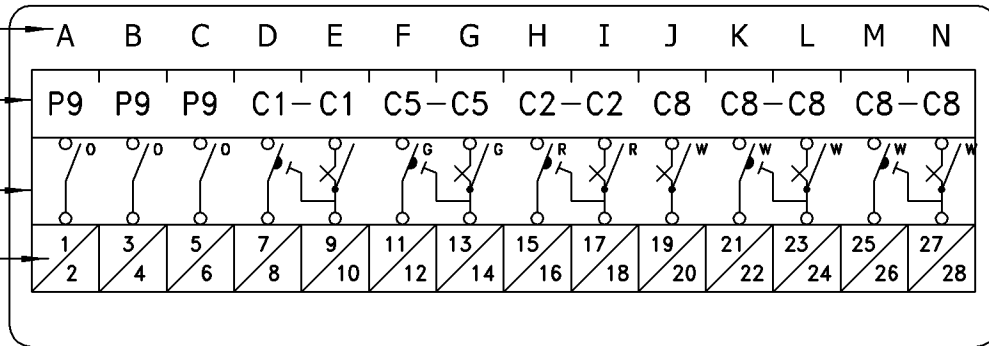 A B C D E F G H I J K L M N
P9 P9 P9 C1-C1 C5-C5 C2-C2 C8 C8-C8 C8-C8
O O O G G R R W W W W W
1 3 5 7 9 11 13 15 17 19 21 23 25 27
2 4 6 8 10 12 14 16 18 20 22 24 26 28